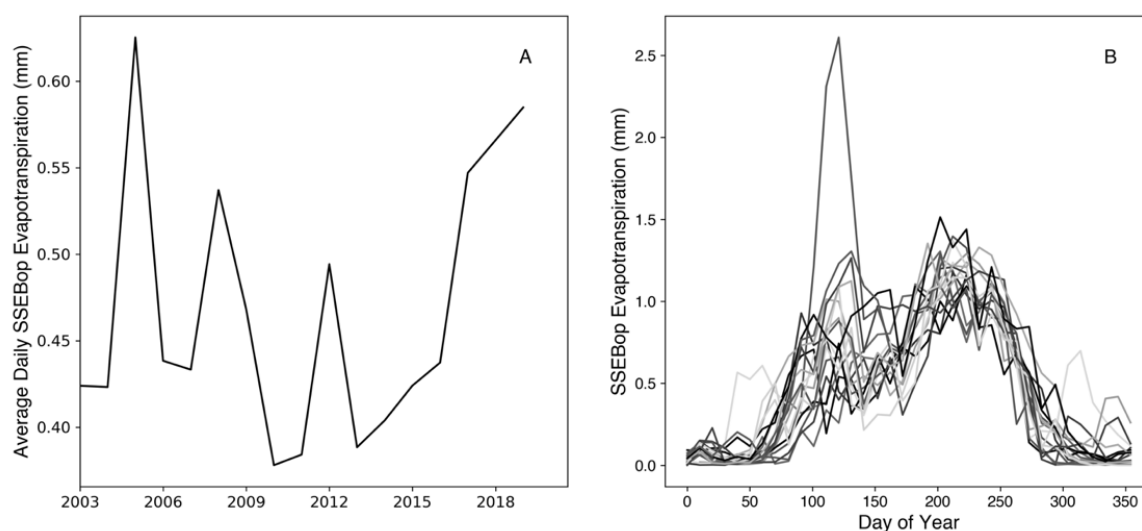 A
Average Daily SSEBop Evapotranspiration (mm)
0.60
0.55
0.50
0.45
0.40
2003 2006 2009 2012 2015 2018
B
SSEBop Evapotranspiration (mm)
2.5
2.0
1.5
1.0
0.5
0.0
0 50 100 150 200 250 300 350
Day of Year